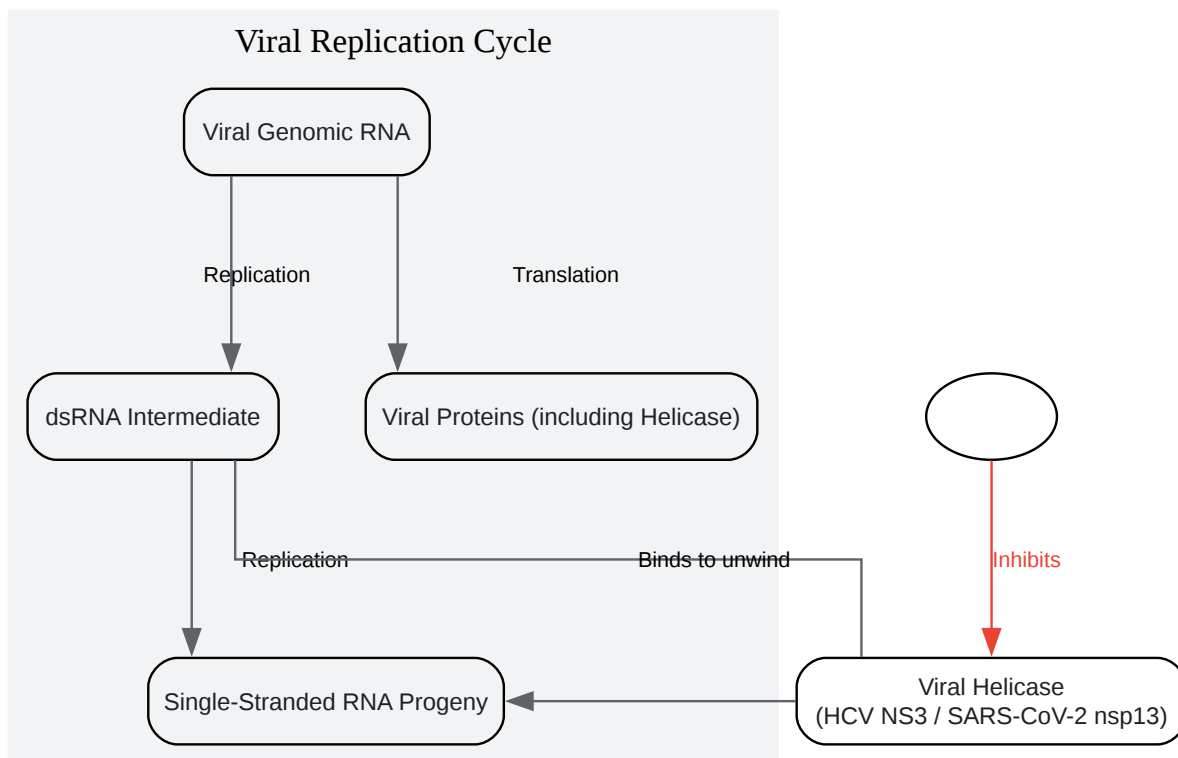 Viral Replication Cycle
Viral Genomic RNA
Replication
Translation
dsRNA Intermediate
Viral Proteins (including Helicase)
Replication
Binds to unwind
Inhibits
Single-Stranded RNA Progeny
Viral Helicase
(HCV NS3 / SARS-CoV-2 nsp13)